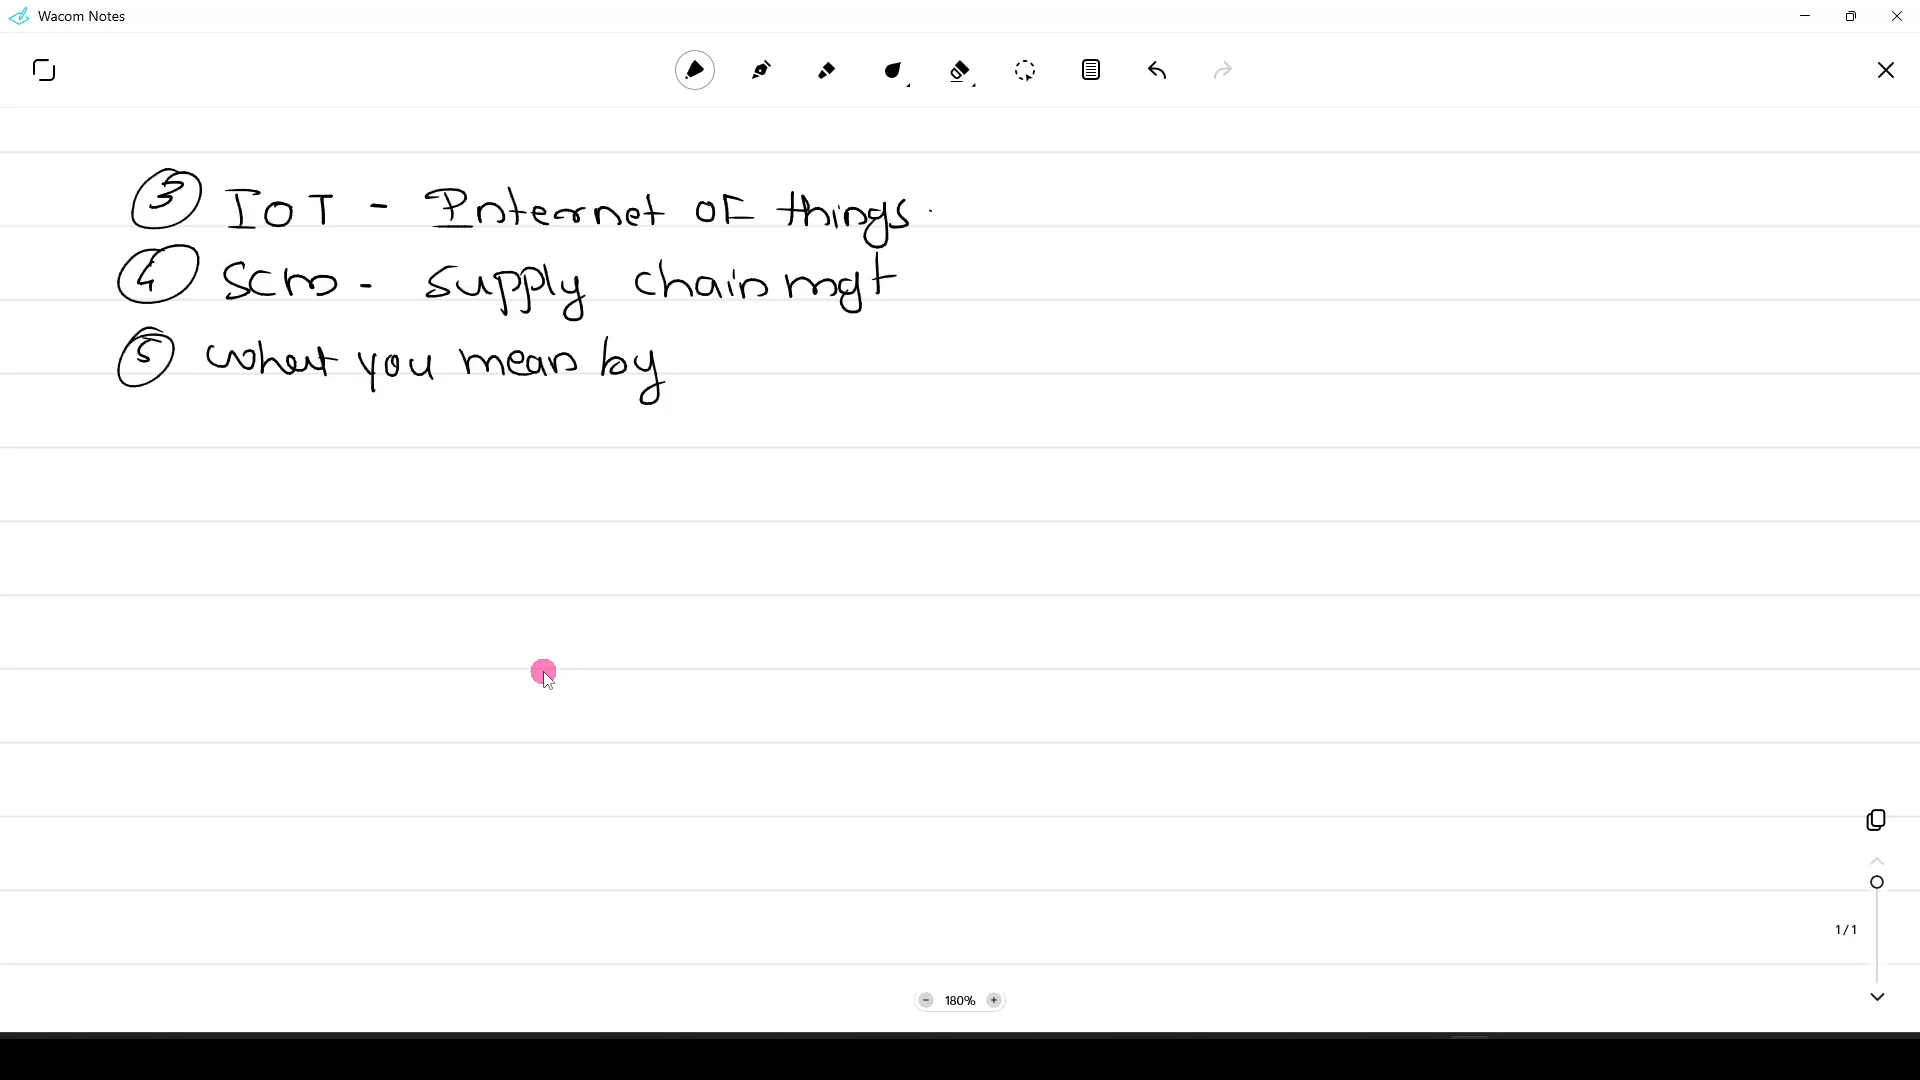 Wacom Notes
③ IOT - Internet of things.
④ SCM - Supply chain mgt
⑤ what you mean by
1/1
180%